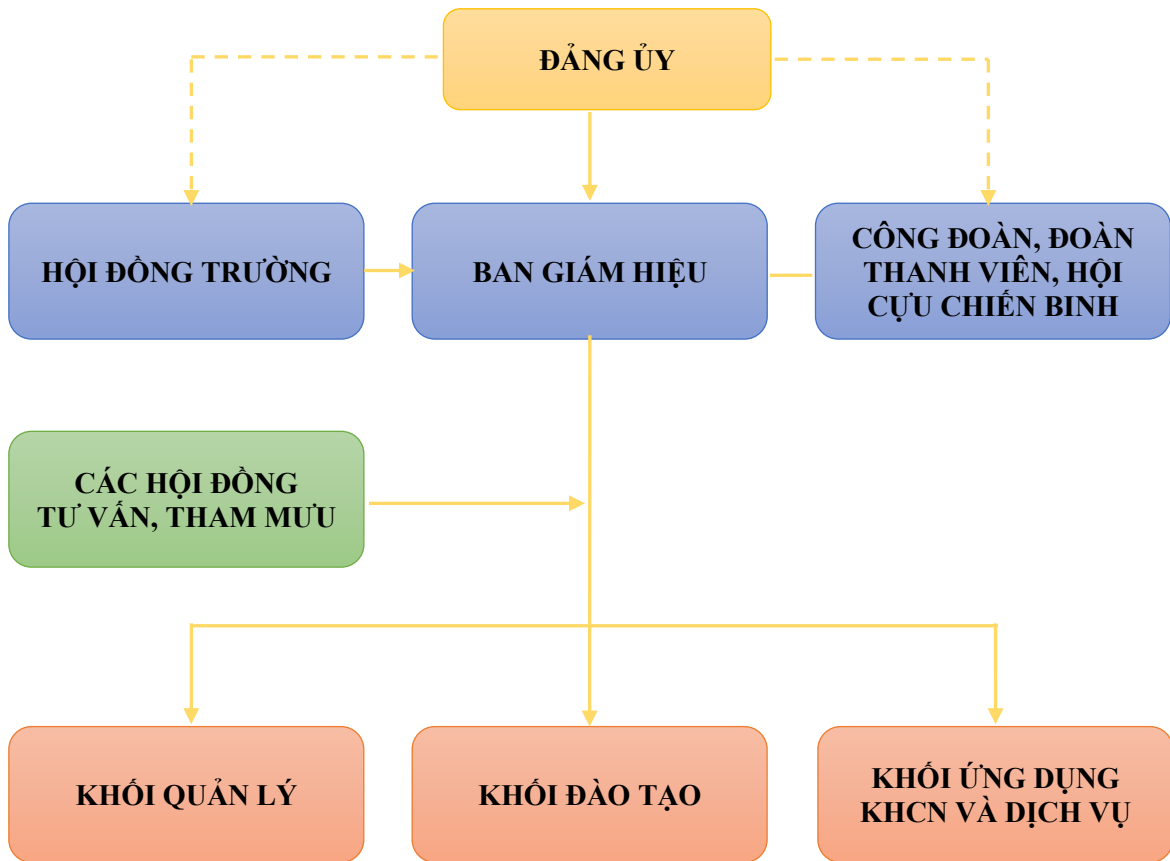 ĐẢNG ỦY
HỘI ĐỒNG TRƯỜNG
BAN GIÁM HIỆU
CÔNG ĐOÀN, ĐOÀN
THANH VIÊN, HỘI
CỰU CHIẾN BINH
CÁC HỘI ĐỒNG
TƯ VẤN, THAM MƯU
KHỐI QUẢN LÝ
KHỐI ĐÀO TẠO
KHỐI ỨNG DỤNG
KHCN VÀ DỊCH VỤ